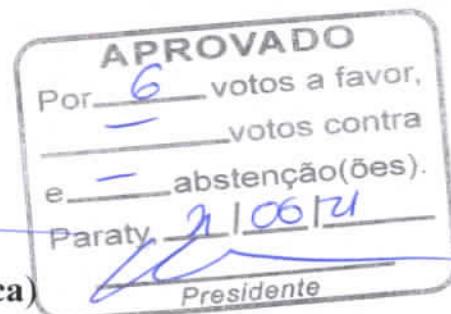 APROVADO
Por 6 votos a favor,
— votos contra
e — abstenção(ões).
Paraty, 21/06/21
Presidente
ca)